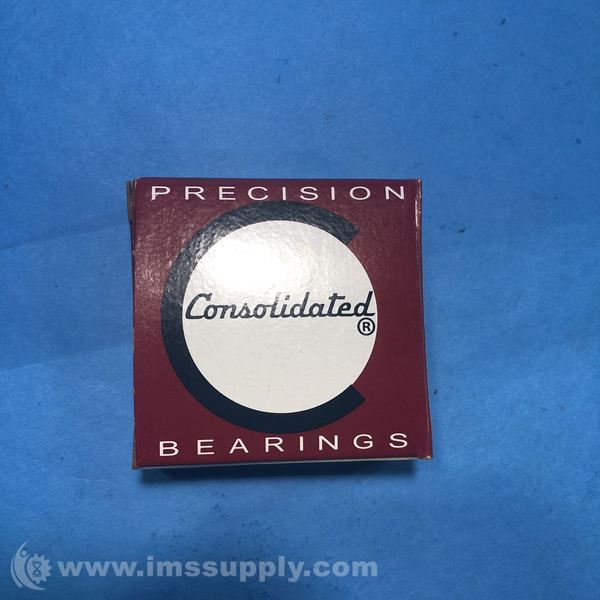 PRECISION
Consolidated
®
BEARINGS
www.imssupply.com